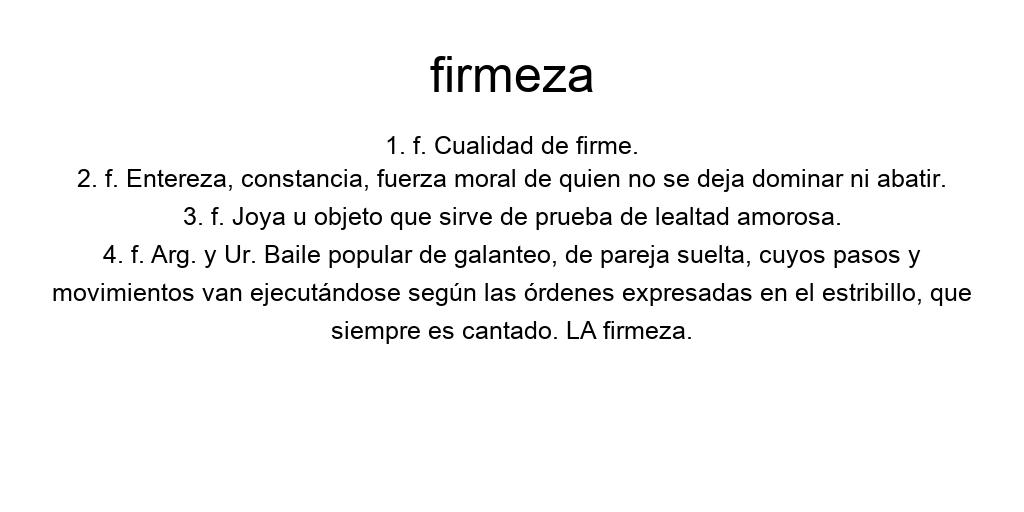 firmeza
1. f. Cualidad de firme.
2. f. Entereza, constancia, fuerza moral de quien no se deja dominar ni abatir.
3. f. Joya u objeto que sirve de prueba de lealtad amorosa.
4. f. Arg. y Ur. Baile popular de galanteo, de pareja suelta, cuyos pasos y
movimientos van ejecutándose según las órdenes expresadas en el estribillo, que
siempre es cantado. LA firmeza.